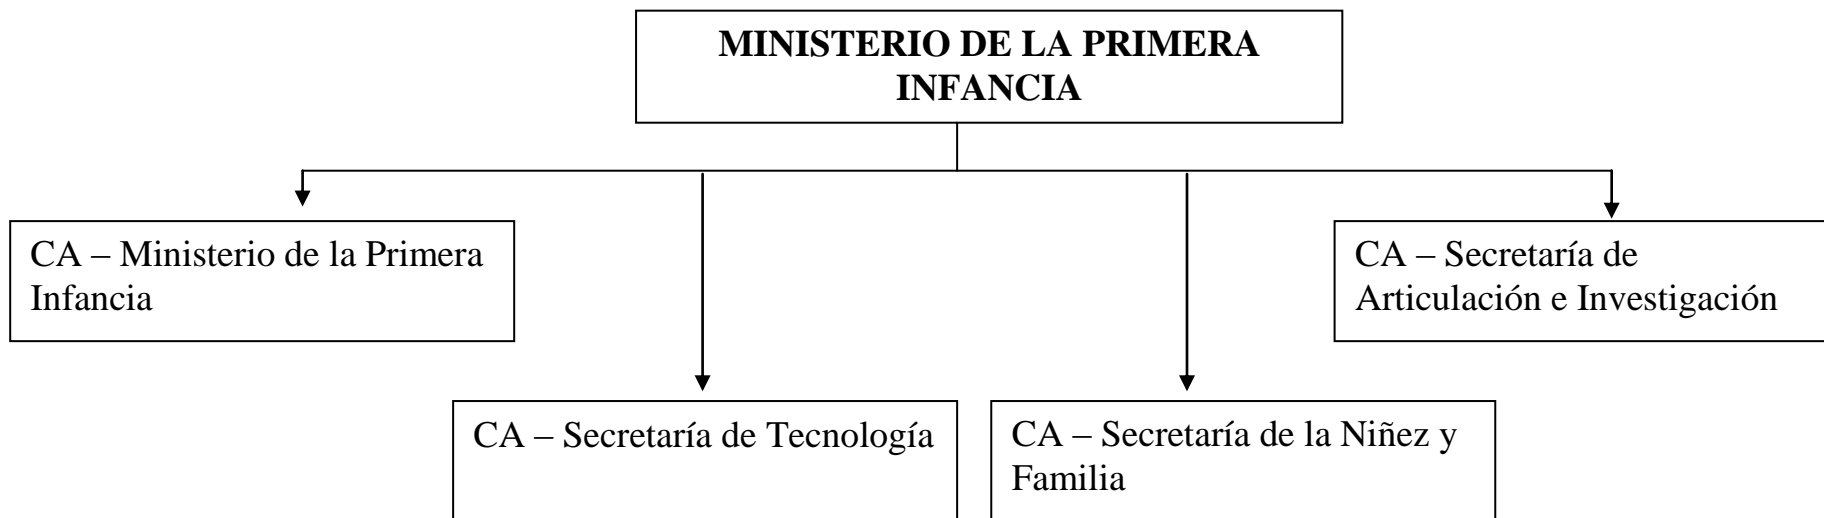 MINISTERIO DE LA PRIMERA
INFANCIA
CA – Ministerio de la Primera
Infancia
CA – Secretaría de
Articulación e Investigación
CA – Secretaría de Tecnología
CA – Secretaría de la Niñez y
Familia